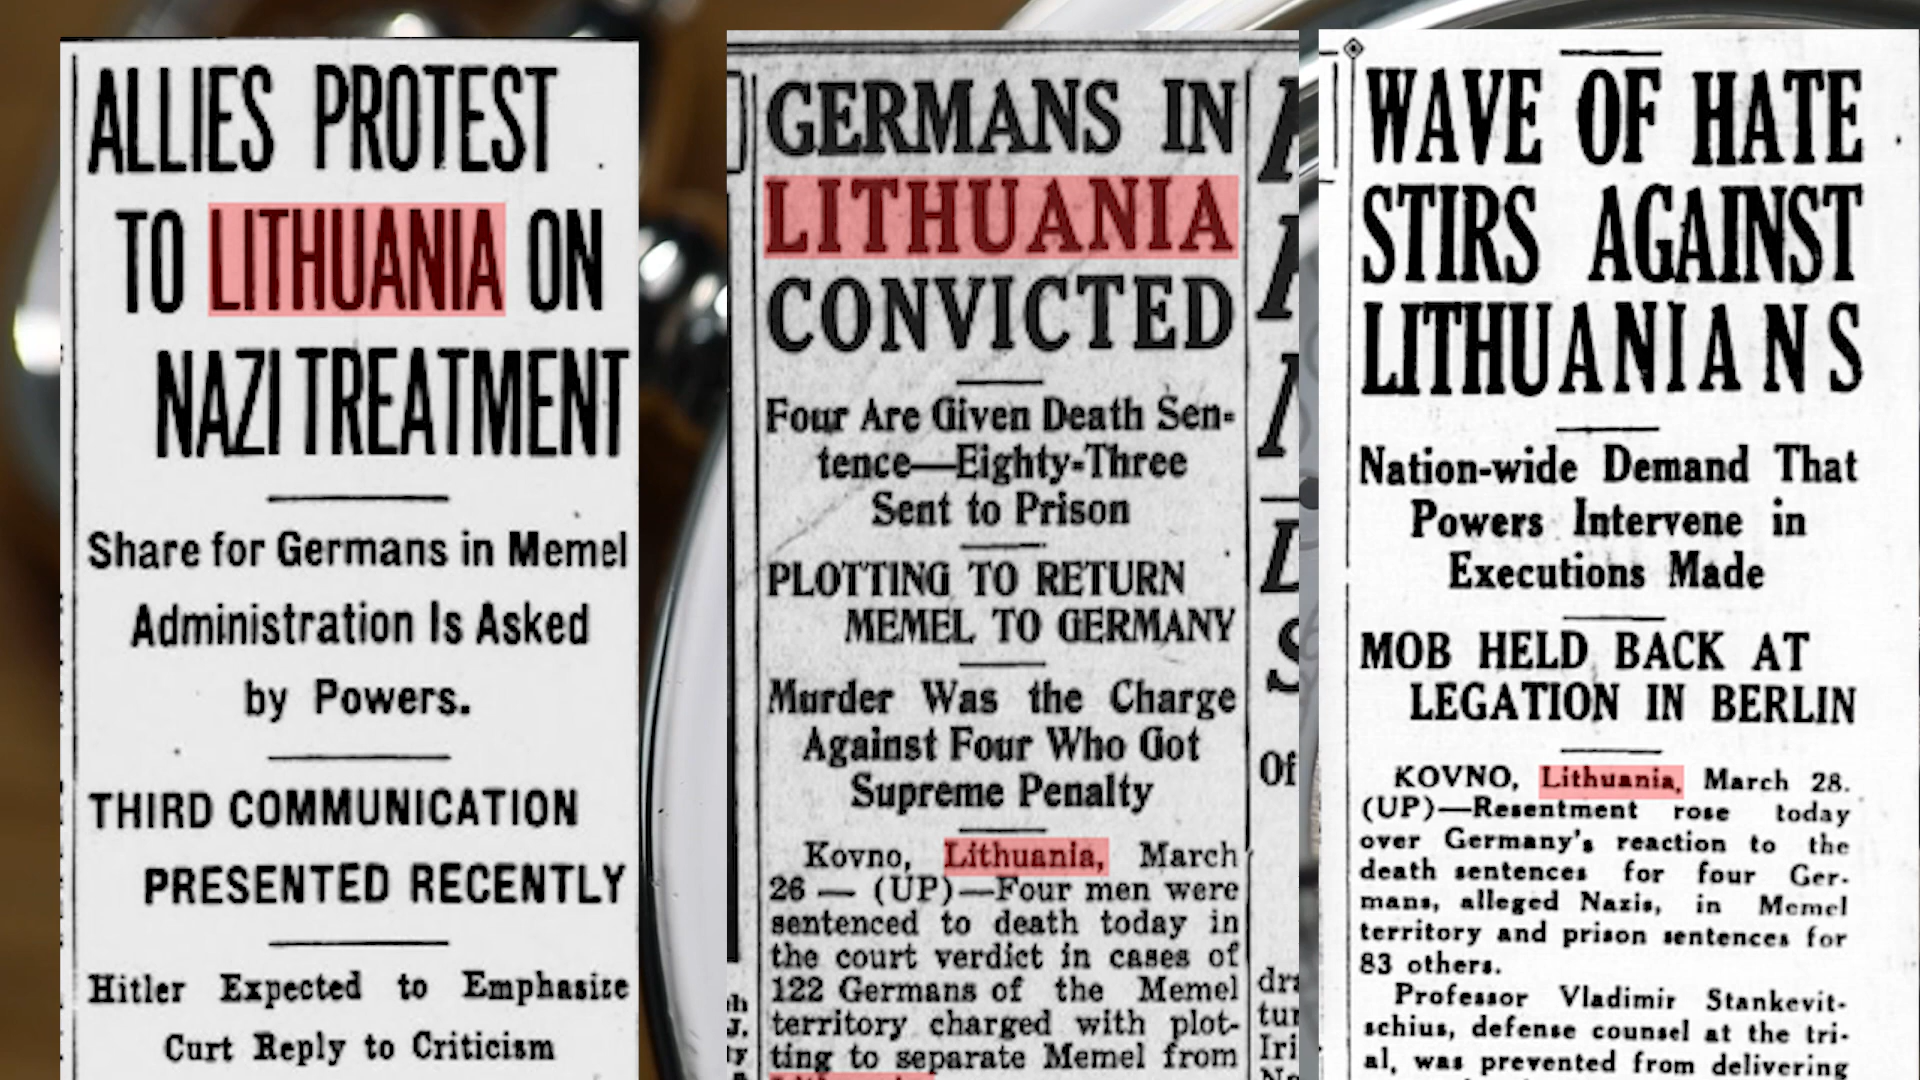 ALLIES PROTEST
TO LITHUANIA ON
NAZI TREATMENT
Share for Germans in Memel
Administration Is Asked
by Powers.
THIRD COMMUNICATION
PRESENTED RECENTLY
Hitler Expected to Emphasize
Curt Reply to Criticism
GERMANS IN
LITHUANIA
CONVICTED
Four Are Given Death Sen-
tence—Eighty-Three
Sent to Prison
PLOTTING TO RETURN
MEMEL TO GERMANY
Murder Was the Charge
Against Four Who Got
Supreme Penalty
Kovno, Lithuania, March
26 — (UP)—Four men were
sentenced to death today in
the court verdict in cases of
122 Germans of the Memel
territory charged with plot-
ting to separate Memel from
Of
WAVE OF HATE
STIRS AGAINST
LITHUANIANS
Nation-wide Demand That
Powers Intervene in
Executions Made
MOB HELD BACK AT
LEGATION IN BERLIN
KOVNO, Lithuania, March 28.
(UP)—Resentment rose today
over Germany's reaction to the
death sentences for four Ger-
mans, alleged Nazis, in Memel
territory and prison sentences for
83 others.
Professor Vladimir Stankevit-
schius, defense counsel at the tri-
al, was prevented from delivering